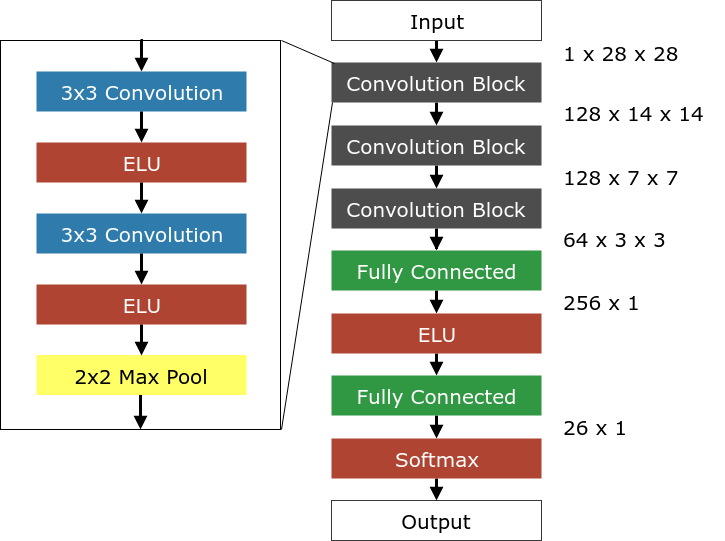 3x3 Convolution
ELU
3x3 Convolution
ELU
2x2 Max Pool
Input
1 x 28 x 28
Convolution Block
128 x 14 x 14
Convolution Block
128 x 7 x 7
Convolution Block
64 x 3 x 3
Fully Connected
256 x 1
ELU
Fully Connected
26 x 1
Softmax
Output